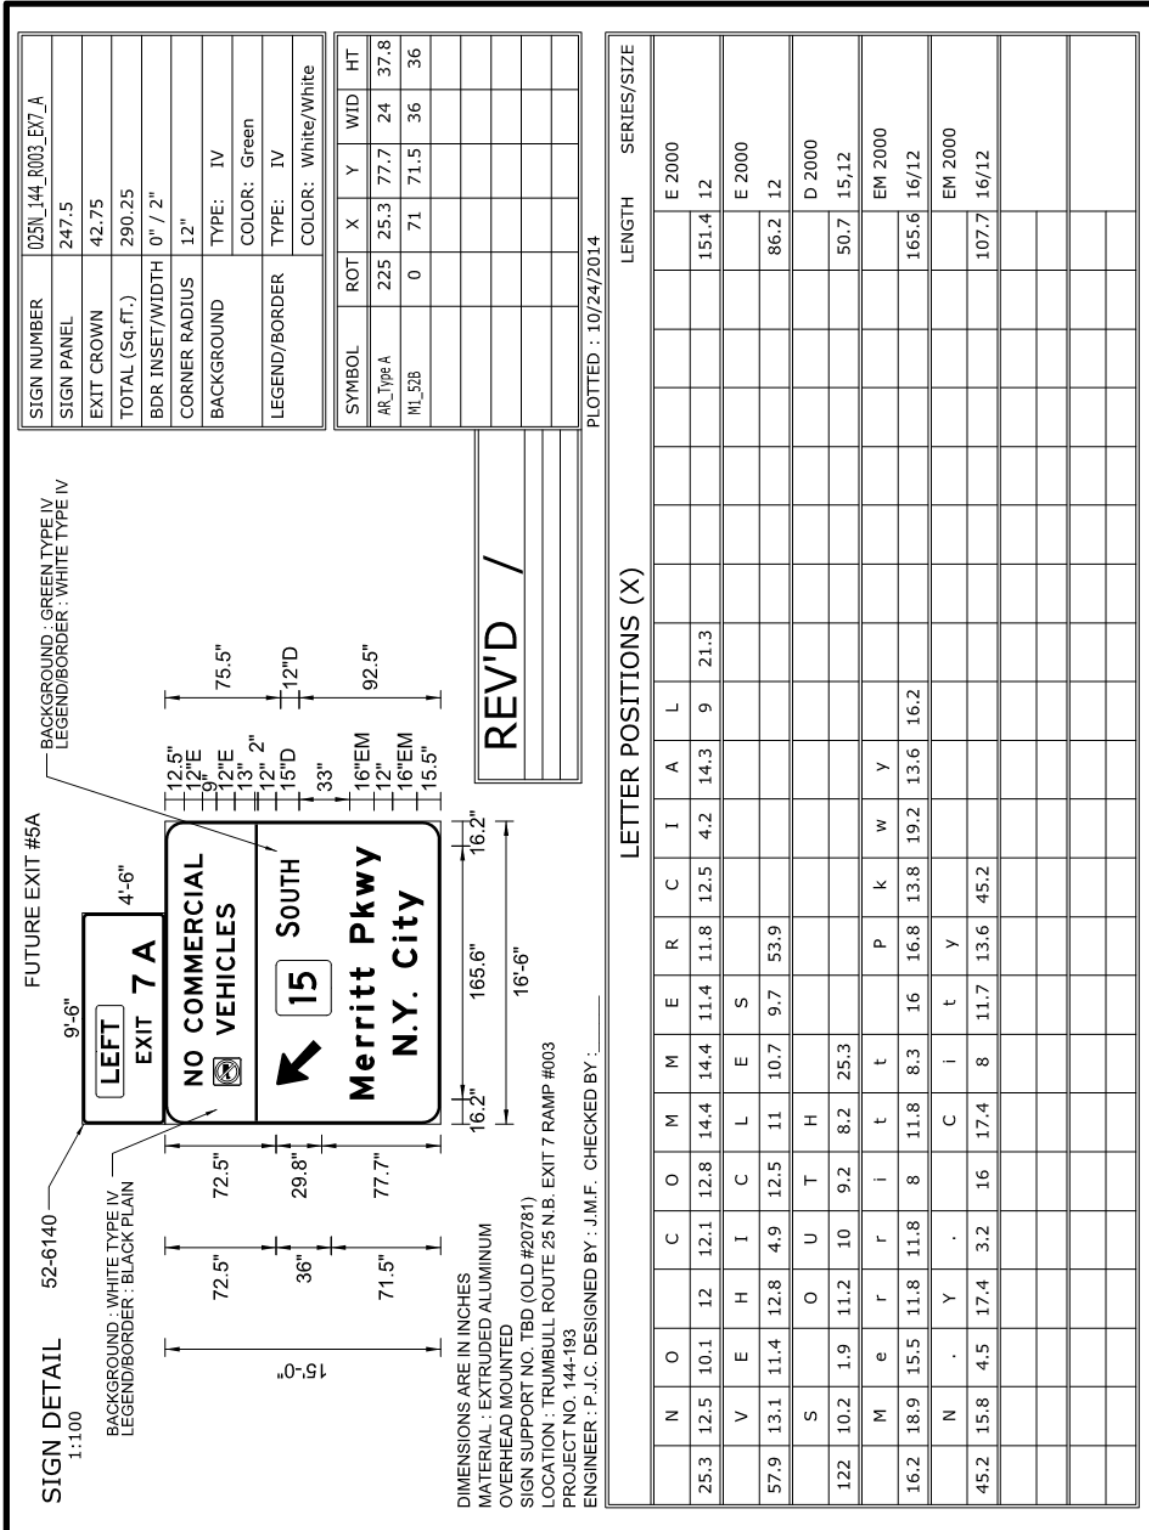 SIGN DETAIL
1:100
52-6140
FUTURE EXIT #5A
BACKGROUND : WHITE TYPE IV
LEGEND/BORDER : BLACK PLAIN
BACKGROUND : GREEN TYPE IV
LEGEND/BORDER : WHITE TYPE IV
9'-6"
4'-6"
LEFT
EXIT 7 A
NO COMMERCIAL
VEHICLES
15 SOUTH
Merritt Pkwy
N.Y. City
15'-0"
72.5"
36"
71.5"
72.5"
29.8"
77.7"
12.5"
12"E
9"
12"E
13"
2"
12"
15"D
33"
16"EM
12"
16"EM
15.5"
75.5"
12"D
92.5"
16.2" 165.6" 16.2"
16'-6"
DIMENSIONS ARE IN INCHES
MATERIAL : EXTRUDED ALUMINUM
OVERHEAD MOUNTED
SIGN SUPPORT NO. TBD (OLD #20781)
LOCATION : TRUMBULL ROUTE 25 N.B. EXIT 7 RAMP #003
PROJECT NO. 144-193
ENGINEER : P.J.C. DESIGNED BY : J.M.F. CHECKED BY :
REV'D /
SIGN NUMBER 025N_144_R003_EX7_A
SIGN PANEL 247.5
EXIT CROWN 42.75
TOTAL (Sq.fT.) 290.25
BDR INSET/WIDTH 0" / 2"
CORNER RADIUS 12"
BACKGROUND TYPE: IV
COLOR: Green
LEGEND/BORDER TYPE: IV
COLOR: White/White
SYMBOL ROT X Y WID HT
AR_Type A 225 25.3 77.7 24 37.8
M1_52B 0 71 71.5 36 36
PLOTTED : 10/24/2014
LETTER POSITIONS (X) LENGTH SERIES/SIZE
N O C O M M E R C I A L E 2000
25.3 12.5 10.1 12 12.1 12.8 14.4 14.4 11.4 11.8 12.5 4.2 14.3 9 21.3 151.4 12
V E H I C L E S E 2000
57.9 13.1 11.4 12.8 4.9 12.5 11 10.7 9.7 53.9 86.2 12
S O U T H D 2000
122 10.2 1.9 11.2 10 9.2 8.2 25.3 50.7 15,12
M e r r i t t P k w y EM 2000
16.2 18.9 15.5 11.8 11.8 8 11.8 8.3 16 16.8 13.8 19.2 13.6 16.2 165.6 16/12
N . Y . C i t y EM 2000
45.2 15.8 4.5 17.4 3.2 16 17.4 8 11.7 13.6 45.2 107.7 16/12